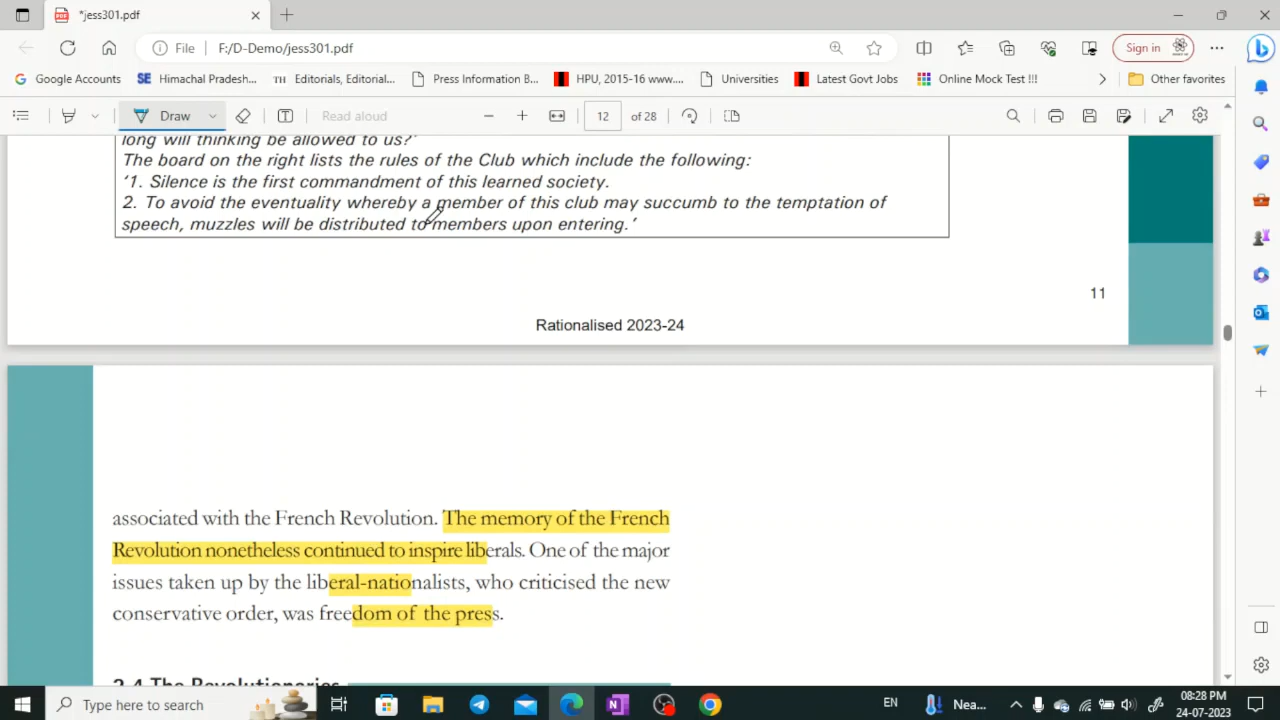 *jess301.pdf
File F:/D-Demo/jess301.pdf Sign in
Google Accounts SE Himachal Pradesh... TH Editorials, Editorial... Press Information B... HPU, 2015-16 www.... Universities Latest Govt Jobs Online Mock Test !!! Other favorites
Draw Read aloud 12 of 28
long will thinking be allowed to us?'
The board on the right lists the rules of the Club which include the following:
'1. Silence is the first commandment of this learned society.
2. To avoid the eventuality whereby a member of this club may succumb to the temptation of
speech, muzzles will be distributed to members upon entering.'
11
Rationalised 2023-24
associated with the French Revolution. The memory of the French
Revolution nonetheless continued to inspire liberals. One of the major
issues taken up by the liberal-nationalists, who criticised the new
conservative order, was freedom of the press.
2.4 The Revolutionaries
Type here to search EN Nea... 08:28 PM
24-07-2023